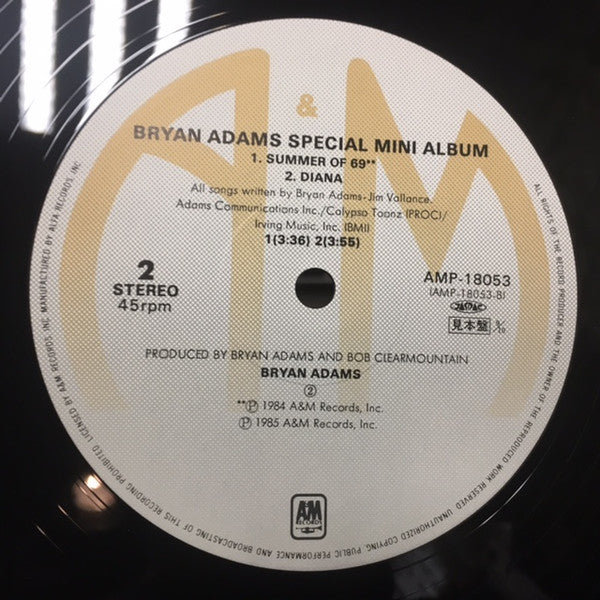 &
BRYAN ADAMS SPECIAL MINI ALBUM
1. SUMMER OF 69**
2. DIANA
All songs written by Bryan Adams-Jim Vallance.
Adams Communications Inc./Calypso Toonz (PROC)/
Irving Music, Inc. (BMI)
1(3:36) 2(3:55)
2
STEREO
45rpm
AMP-18053
(AMP-18053-B)
JASRAC
見本盤
PRODUCED BY BRYAN ADAMS AND BOB CLEARMOUNTAIN
BRYAN ADAMS
②
**Ⓟ 1984 A&M Records, Inc.
Ⓟ 1985 A&M Records, Inc.
A&M
RECORDS
ALL RIGHTS OF THE RECORD PRODUCER AND THE OWNER OF THE REPRODUCED WORK RESERVED. UNAUTHORIZED COPYING, PUBLIC PERFORMANCE AND BROADCASTING OF THIS RECORDING PROHIBITED LICENSED BY A&M RECORDS, INC. MANUFACTURED BY ALFA RECORDS, INC